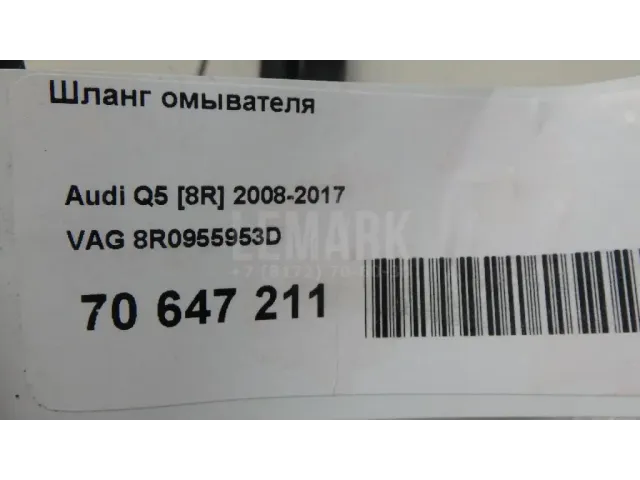 Шланг омывателя
Audi Q5 [8R] 2008-2017
VAG 8R0955953D
LEMARK
70 647 211